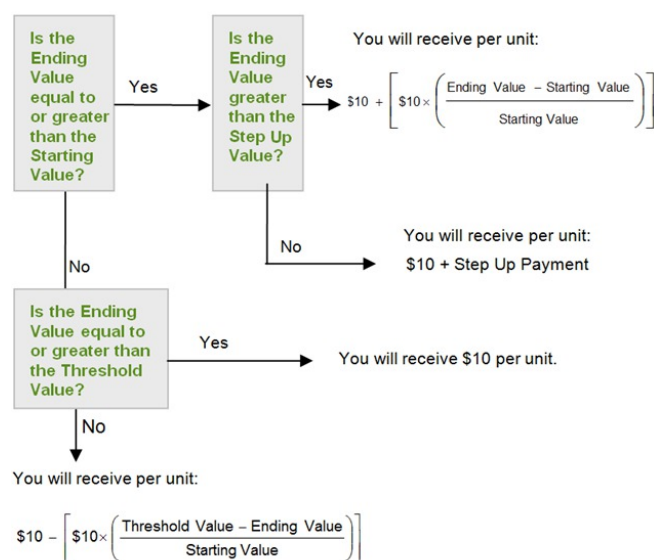 Is the
Ending
Value
equal to
or greater
than the
Starting
Value?
Yes
Is the
Ending
Value
greater
than the
Step Up
Value?
Yes
You will receive per unit:
$10 + [ $10× ( Ending Value – Starting Value
Starting Value ) ]
No
You will receive per unit:
$10 + Step Up Payment
No
Is the Ending
Value equal to
or greater than
the Threshold
Value?
Yes
You will receive $10 per unit.
No
You will receive per unit:
$10 – [ $10× ( Threshold Value – Ending Value
Starting Value ) ]